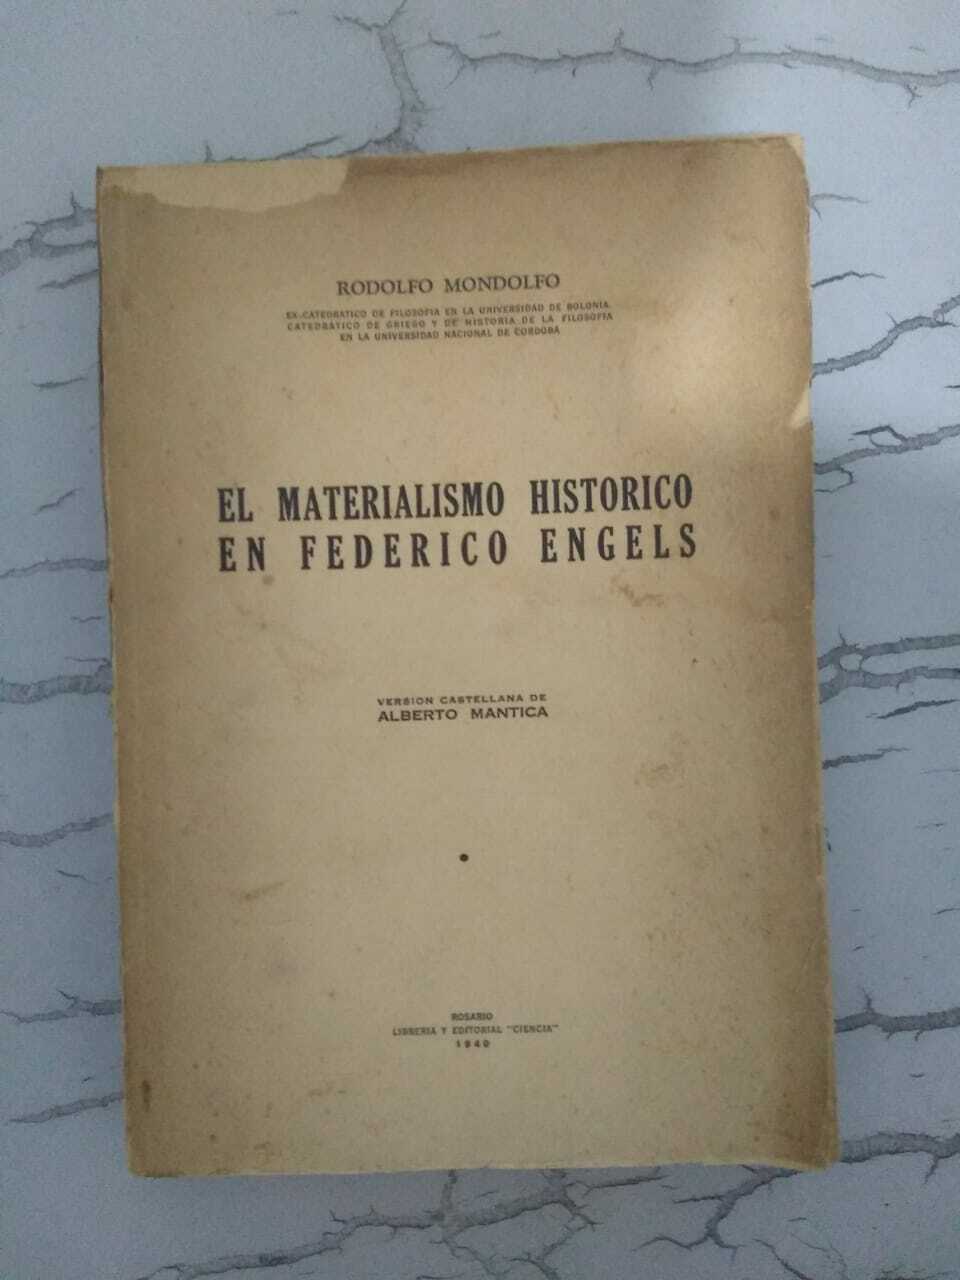 RODOLFO MONDOLFO
EX-CATEDRATICO DE FILOSOFIA EN LA UNIVERSIDAD DE BOLONIA
CATEDRATICO DE GRIEGO Y DE HISTORIA DE LA FILOSOFIA
EN LA UNIVERSIDAD NACIONAL DE CORDOBA
EL MATERIALISMO HISTORICO
EN FEDERICO ENGELS
VERSION CASTELLANA DE
ALBERTO MANTICA
ROSARIO
LIBRERIA Y EDITORIAL "CIENCIA"
1940